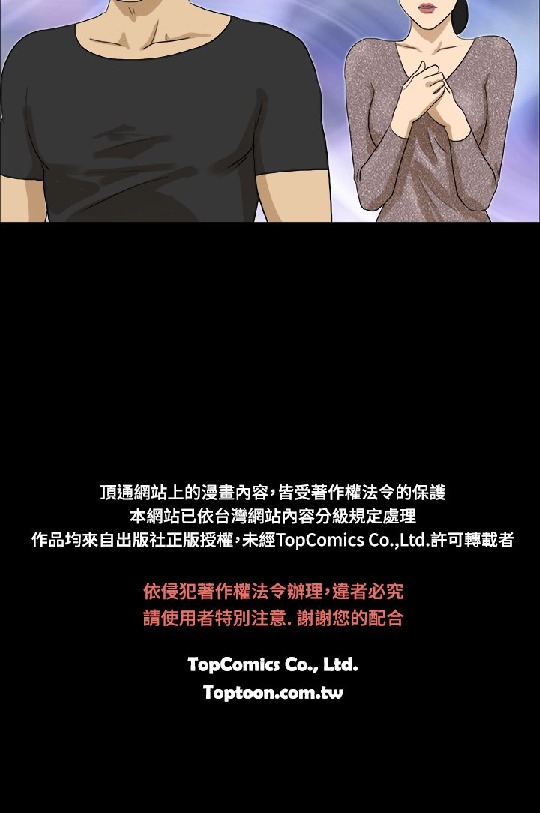 頂通網站上的漫畫內容，皆受著作權法令的保護
本網站已依台灣網站內容分級規定處理
作品均來自出版社正版授權，未經TopComics Co.,Ltd.許可轉載者
依侵犯著作權法令辦理，違者必究
請使用者特別注意. 謝謝您的配合
TopComics Co., Ltd.
Toptoon.com.tw